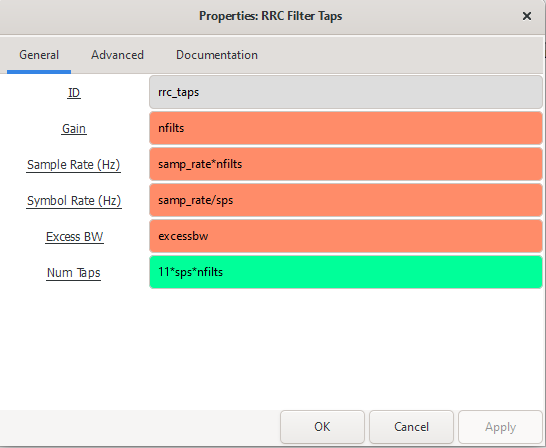 Properties: RRC Filter Taps
General Advanced Documentation
ID rrc_taps
Gain nfilts
Sample Rate (Hz) samp_rate*nfilts
Symbol Rate (Hz) samp_rate/sps
Excess BW excessbw
Num Taps 11*sps*nfilts
OK Cancel Apply